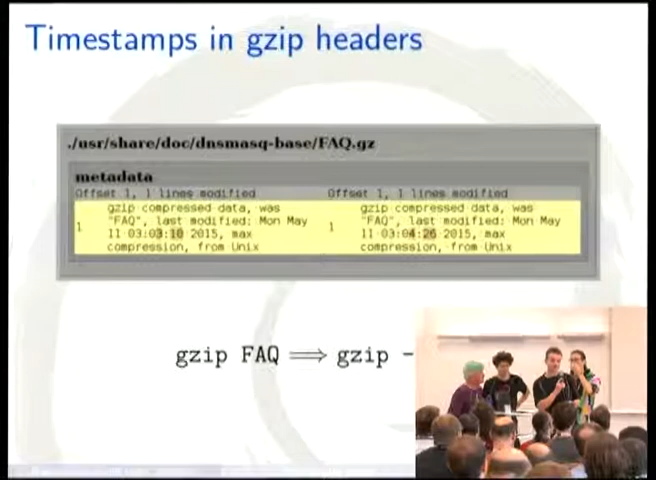 Timestamps in gzip headers
./usr/share/doc/dnsmasq-base/FAQ.gz
metadata
Offset 1, 1 lines modified
Offset 1, 1 lines modified
1
gzip compressed data, was
"FAQ", last modified: Mon May
11 03:03:10 2015, max
compression, from Unix
1
gzip compressed data, was
"FAQ", last modified: Mon May
11 03:04:26 2015, max
compression, from Unix
gzip FAQ ⟹ gzip -